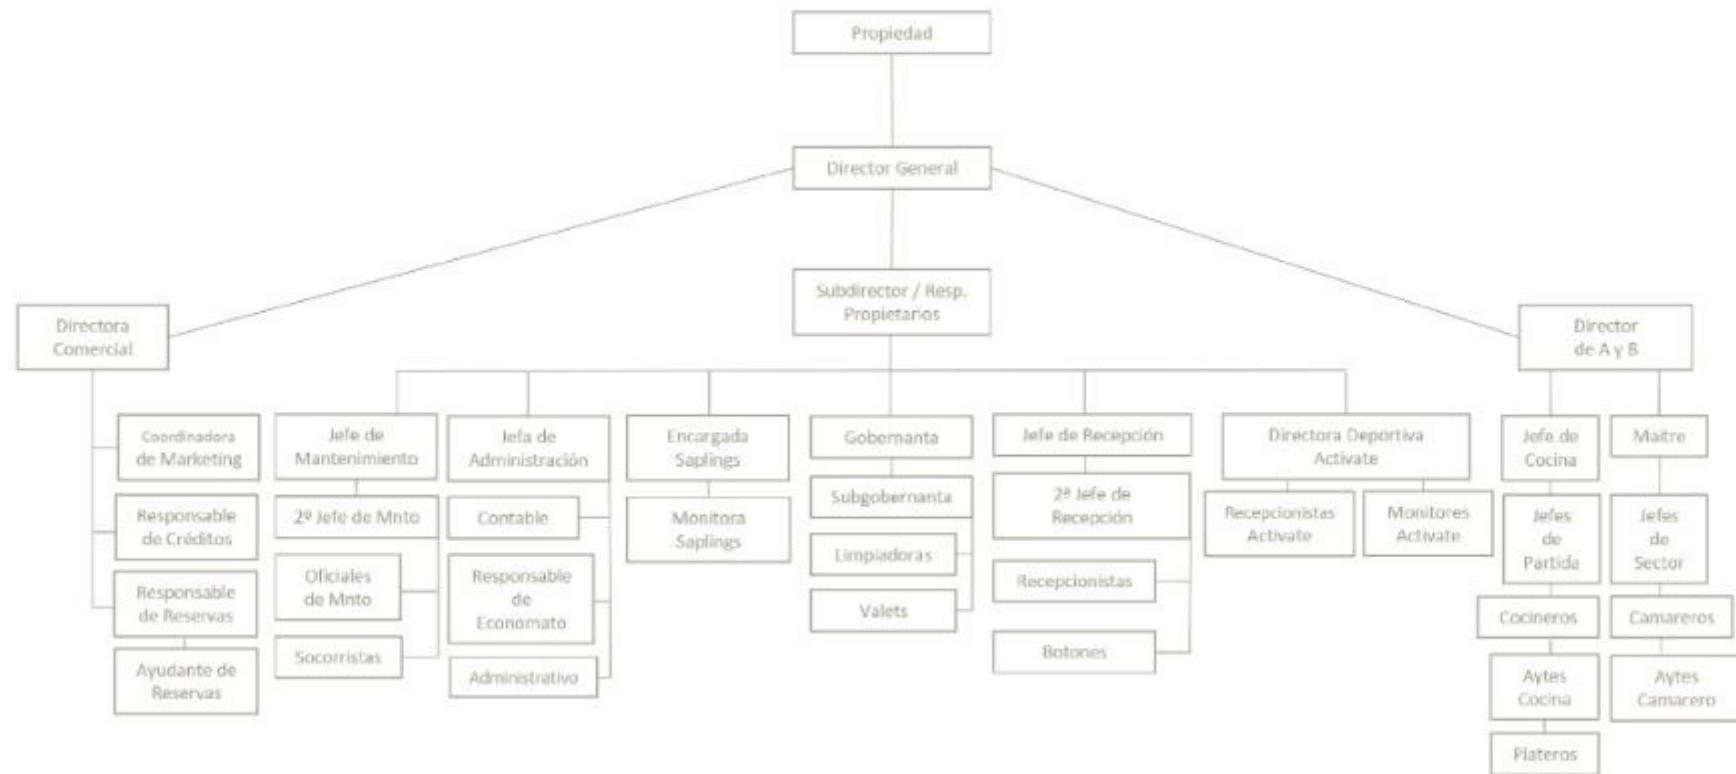 Propiedad
Director General
Subdirector / Resp.
Propietarios
Directora
Comercial
Director
de A y B
Coordinadora
de Marketing
Responsable
de Créditos
Responsable
de Reservas
Ayudante de
Reservas
Jefe de
Mantenimiento
2º Jefe de Mnto
Oficiales
de Mnto
Socorristas
Jefa de
Administración
Contable
Responsable
de
Economato
Administrativo
Encargada
Saplings
Monitora
Saplings
Gobernanta
Subgobernanta
Limpiadoras
Valets
Jefe de Recepción
2º Jefe de
Recepción
Recepcionistas
Botones
Directora Deportiva
Activate
Recepcionistas
Activate
Monitores
Activate
Jefe de
Cocina
Jefes
de
Partida
Cocineros
Aytes
Cocina
Plateros
Maitre
Jefes
de
Sector
Camareros
Aytes
Camarero